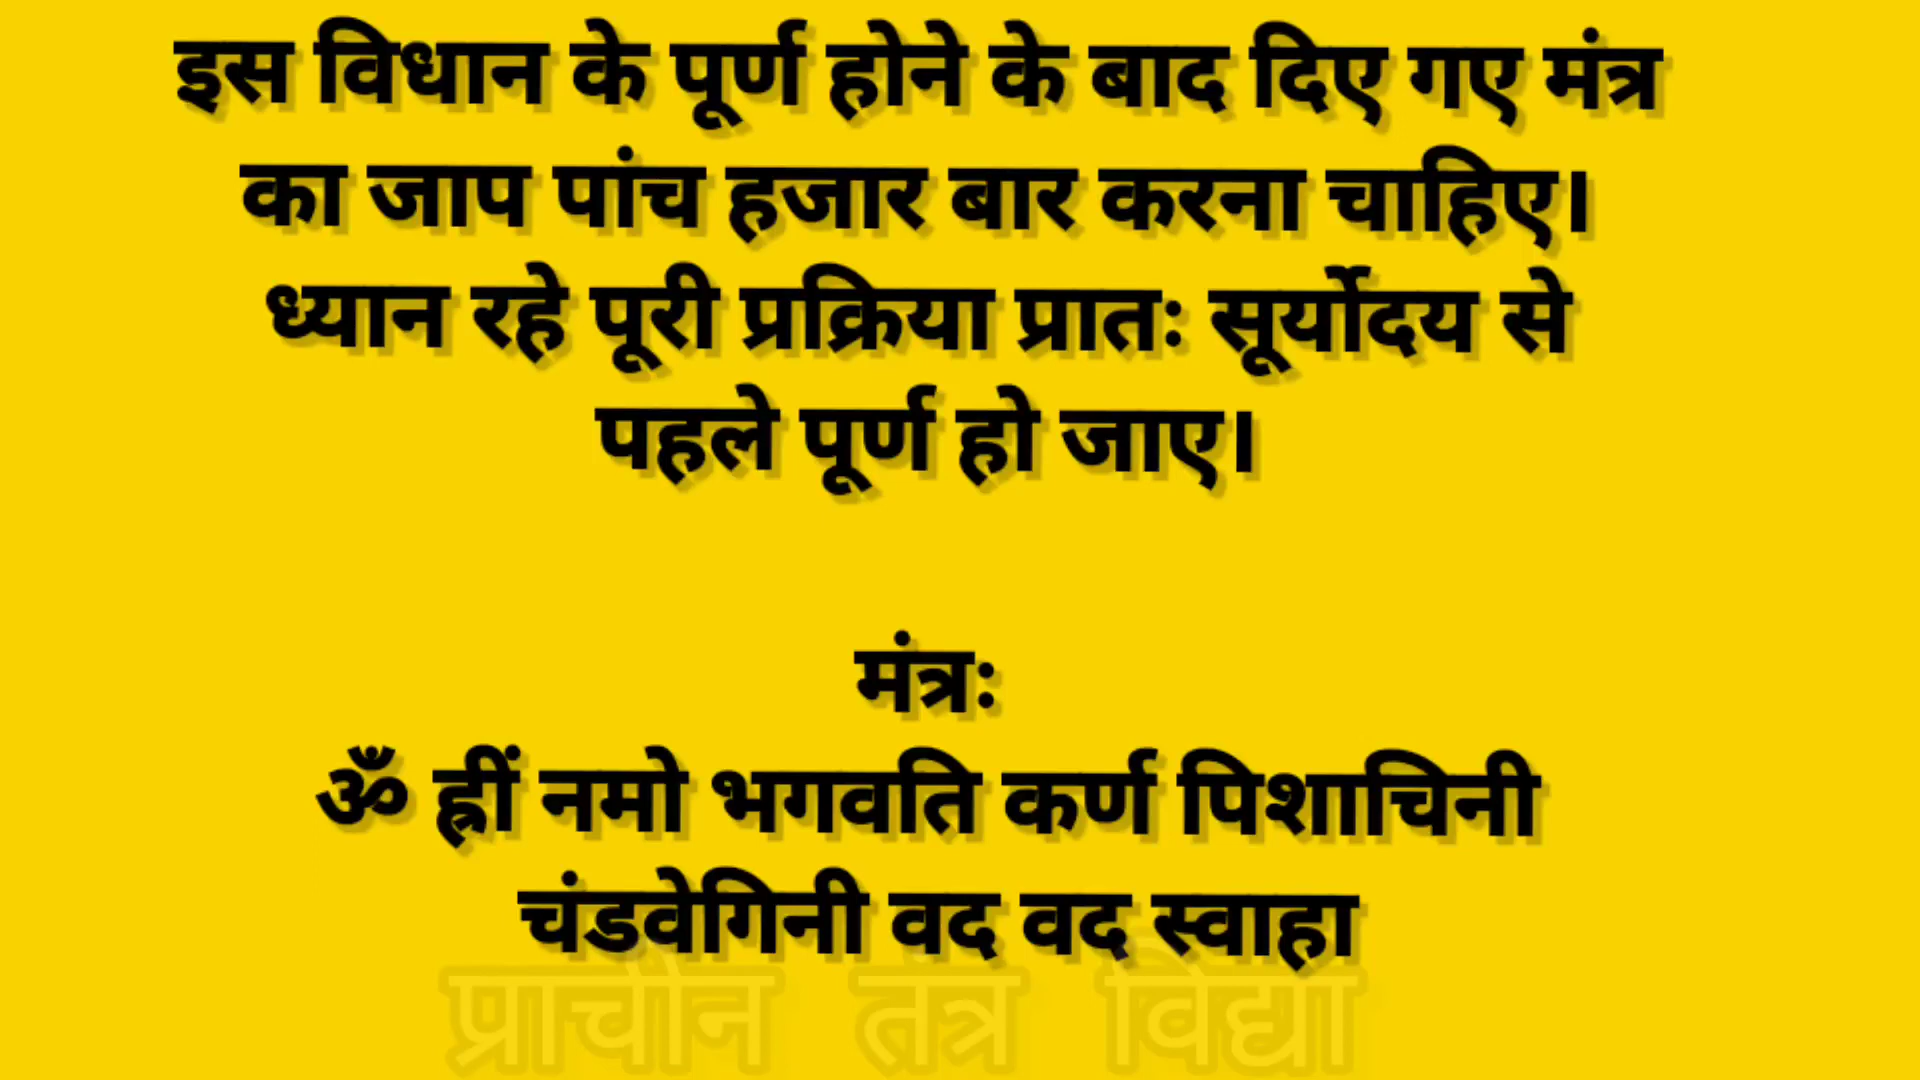 इस विधान के पूर्ण होने के बाद दिए गए मंत्र
का जाप पांच हजार बार करना चाहिए।
ध्यान रहे पूरी प्रक्रिया प्रातः सूर्योदय से
पहले पूर्ण हो जाए।
मंत्रः
ॐ ह्रीं नमो भगवति कर्ण पिशाचिनी
चंडवेगिनी वद वद स्वाहा
प्राचीन तंत्र विद्या